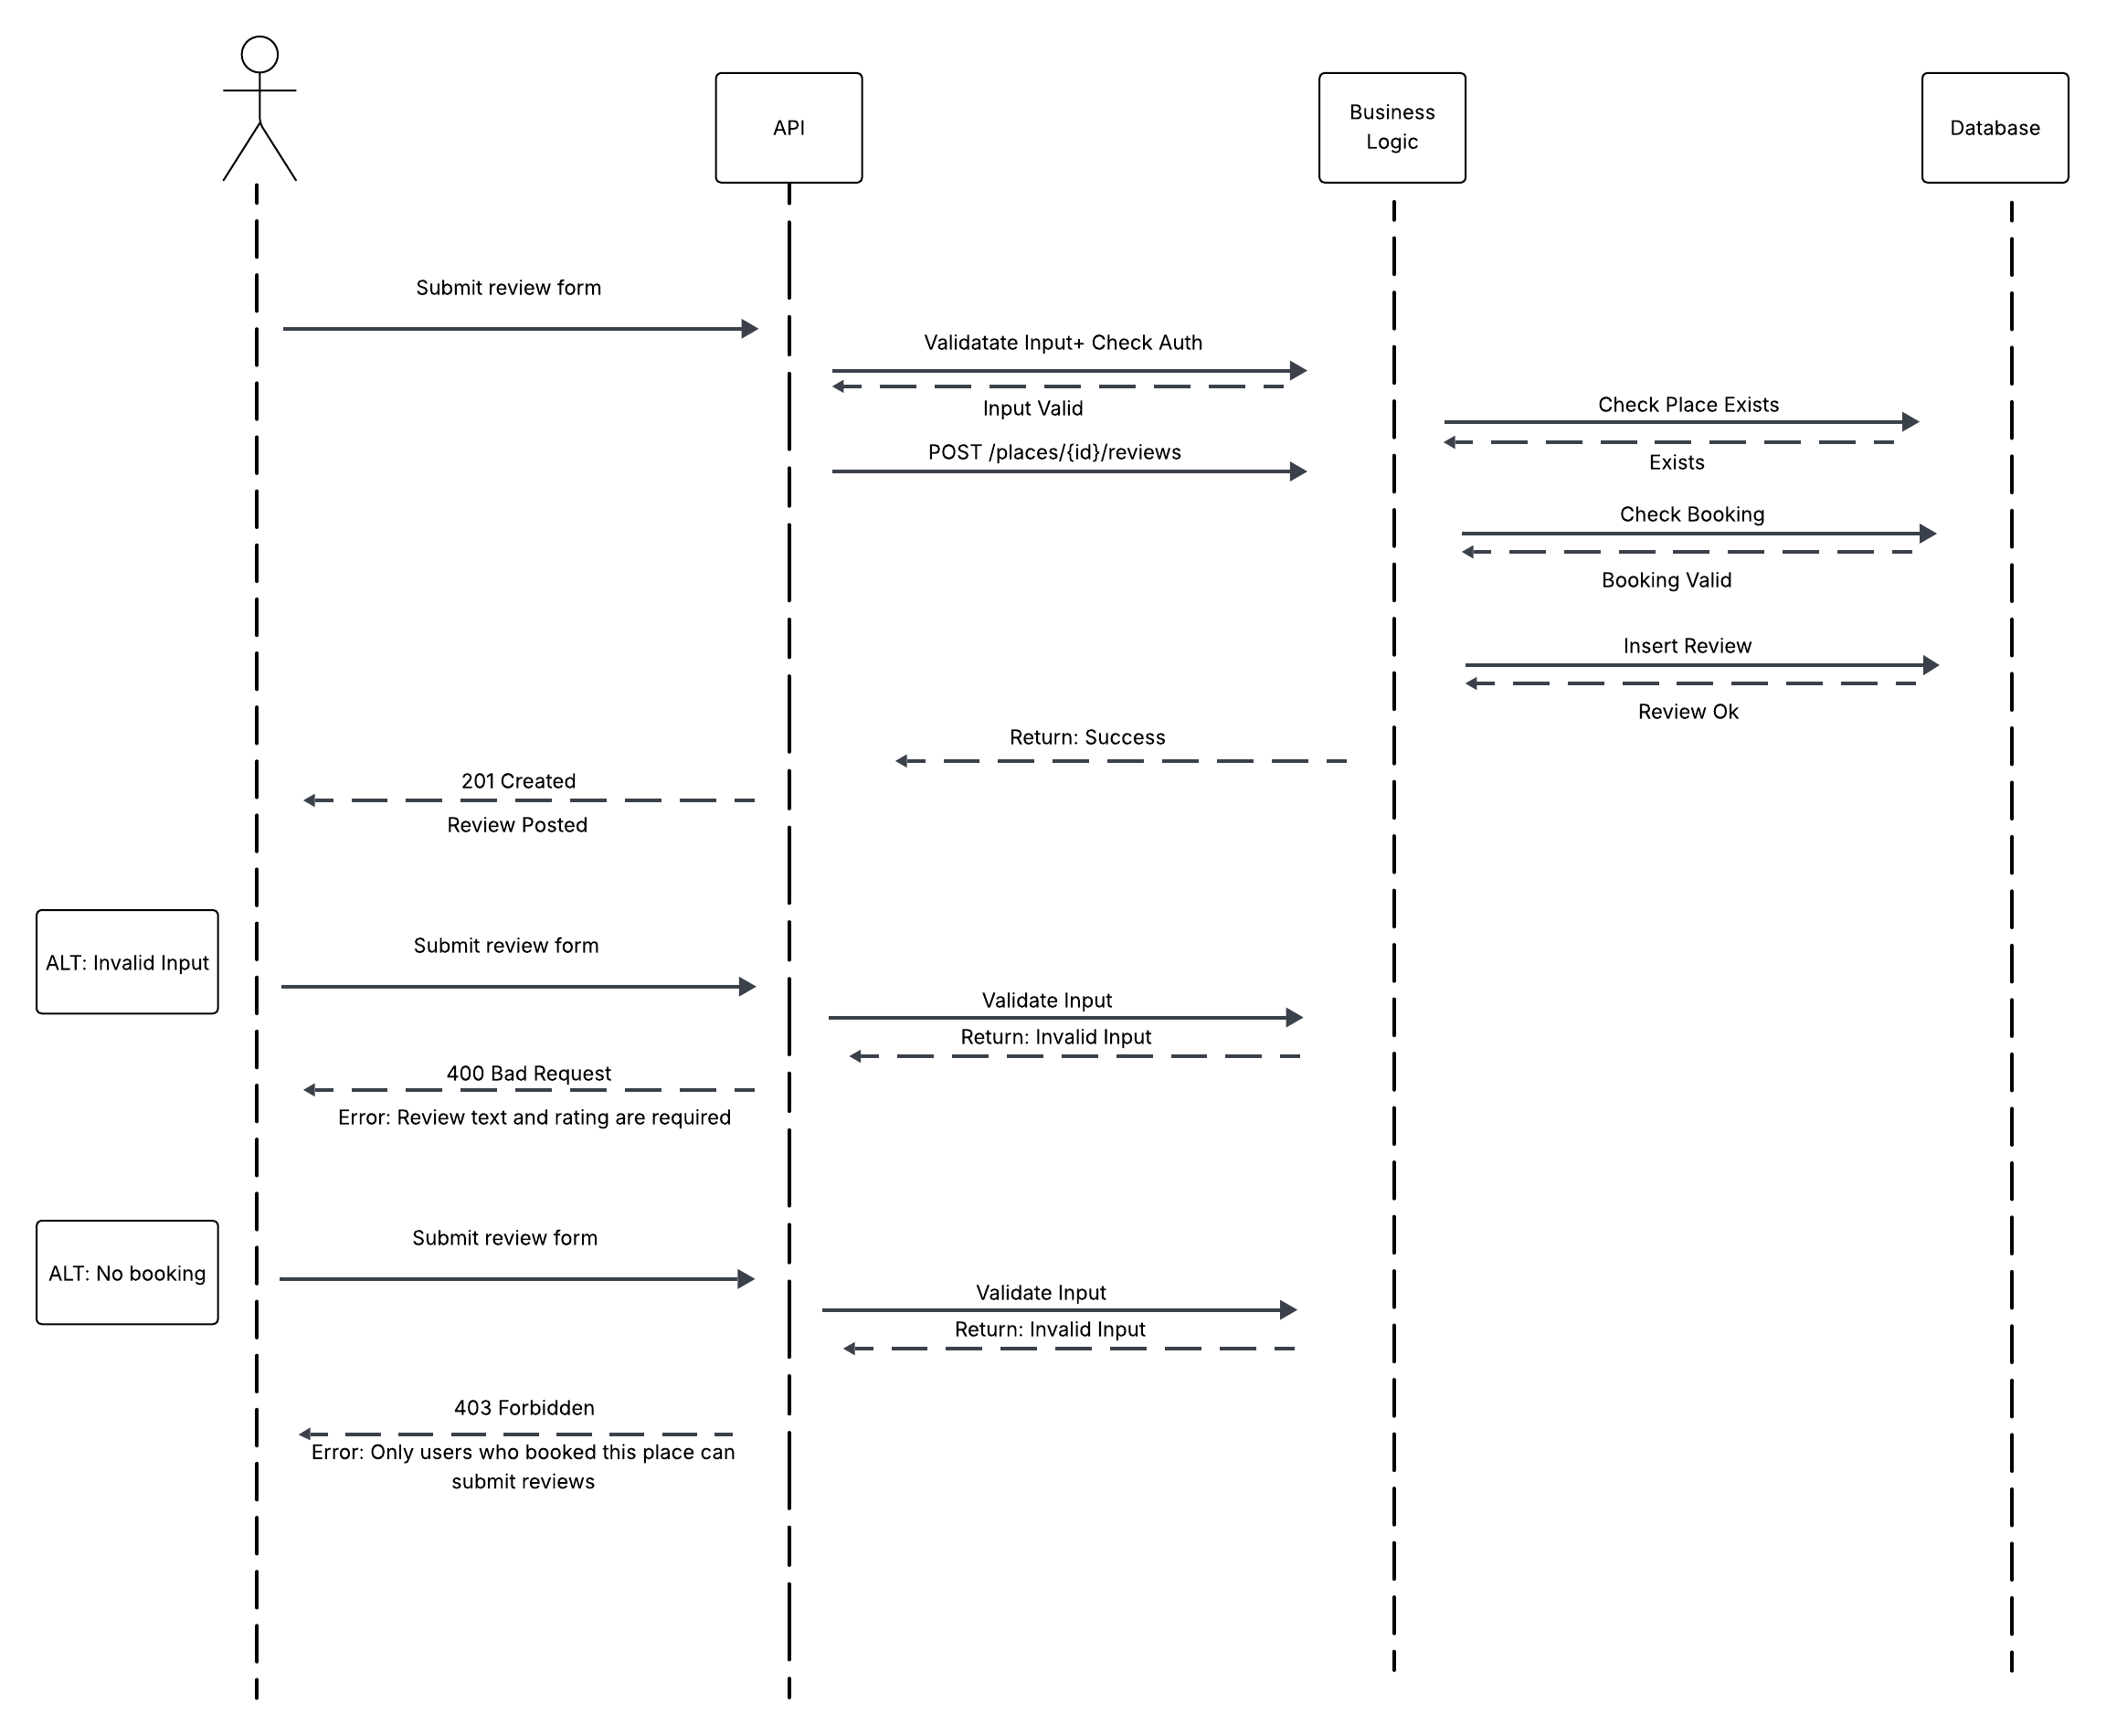 API
Business
Logic
Database
Submit review form
Validatate Input+ Check Auth
Input Valid
Check Place Exists
Exists
POST /places/{id}/reviews
Check Booking
Booking Valid
Insert Review
Review Ok
Return: Success
201 Created
Review Posted
ALT: Invalid Input
Submit review form
Validate Input
Return: Invalid Input
400 Bad Request
Error: Review text and rating are required
ALT: No booking
Submit review form
Validate Input
Return: Invalid Input
403 Forbidden
Error: Only users who booked this place can
submit reviews